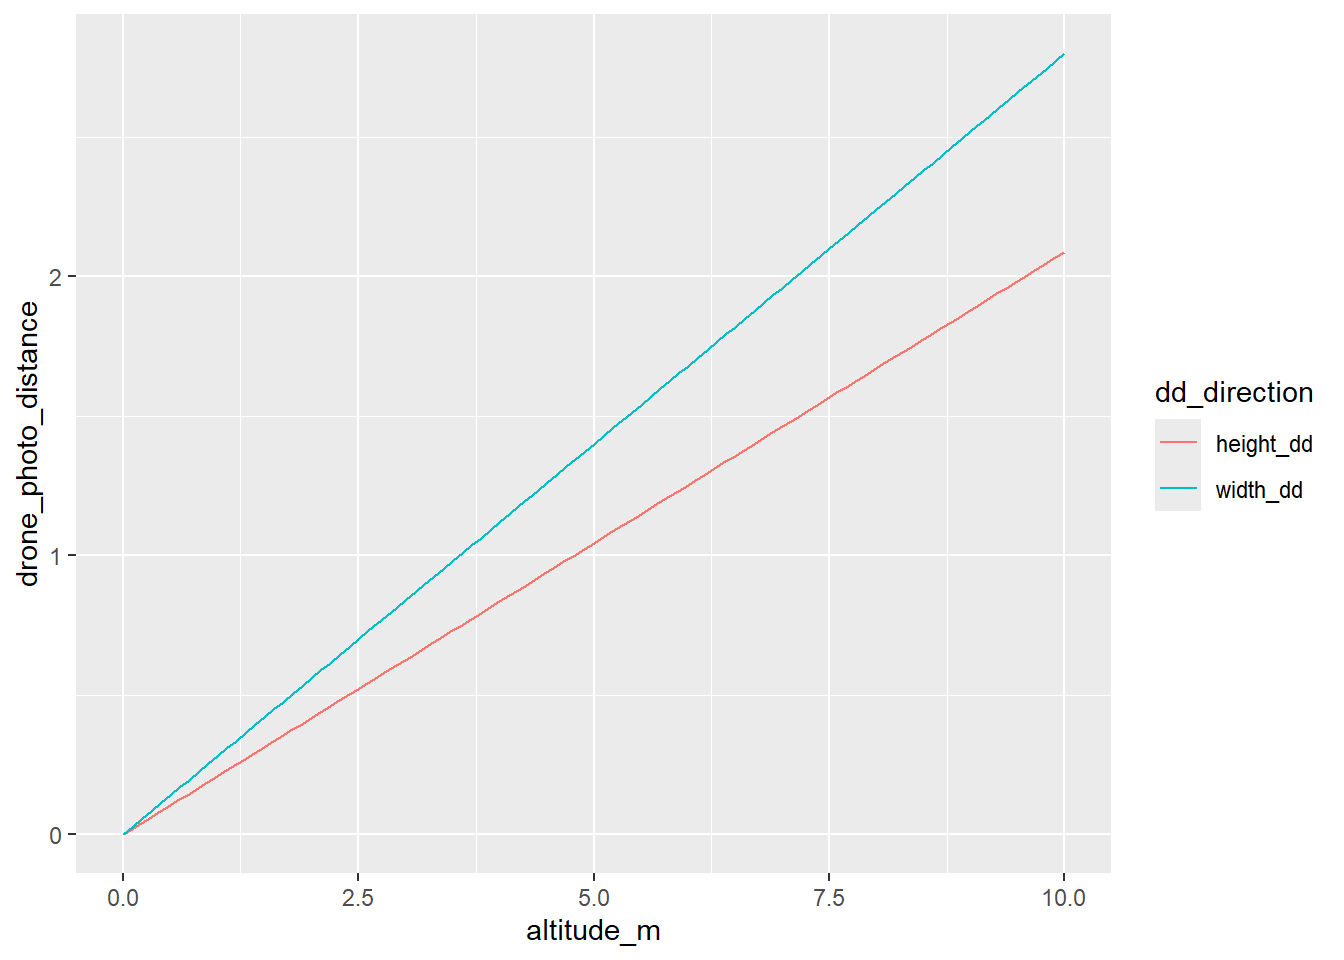 drone_photo_distance
2
1
0
0.0 2.5 5.0 7.5 10.0
altitude_m
dd_direction
height_dd
width_dd